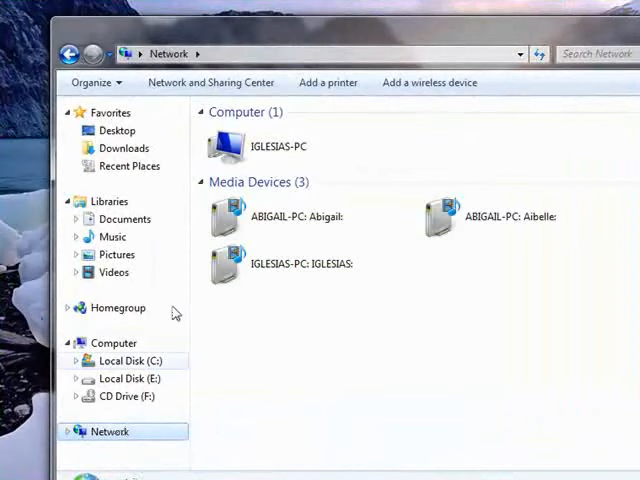 Network
Search Network
Organize
Network and Sharing Center
Add a printer
Add a wireless device
Favorites
Desktop
Downloads
Recent Places
Libraries
Documents
Music
Pictures
Videos
Homegroup
Computer
Local Disk (C:)
Local Disk (E:)
CD Drive (F:)
Network
Computer (1)
IGLESIAS-PC
Media Devices (3)
ABIGAIL-PC: Abigail:
ABIGAIL-PC: Aibelle:
IGLESIAS-PC: IGLESIAS: